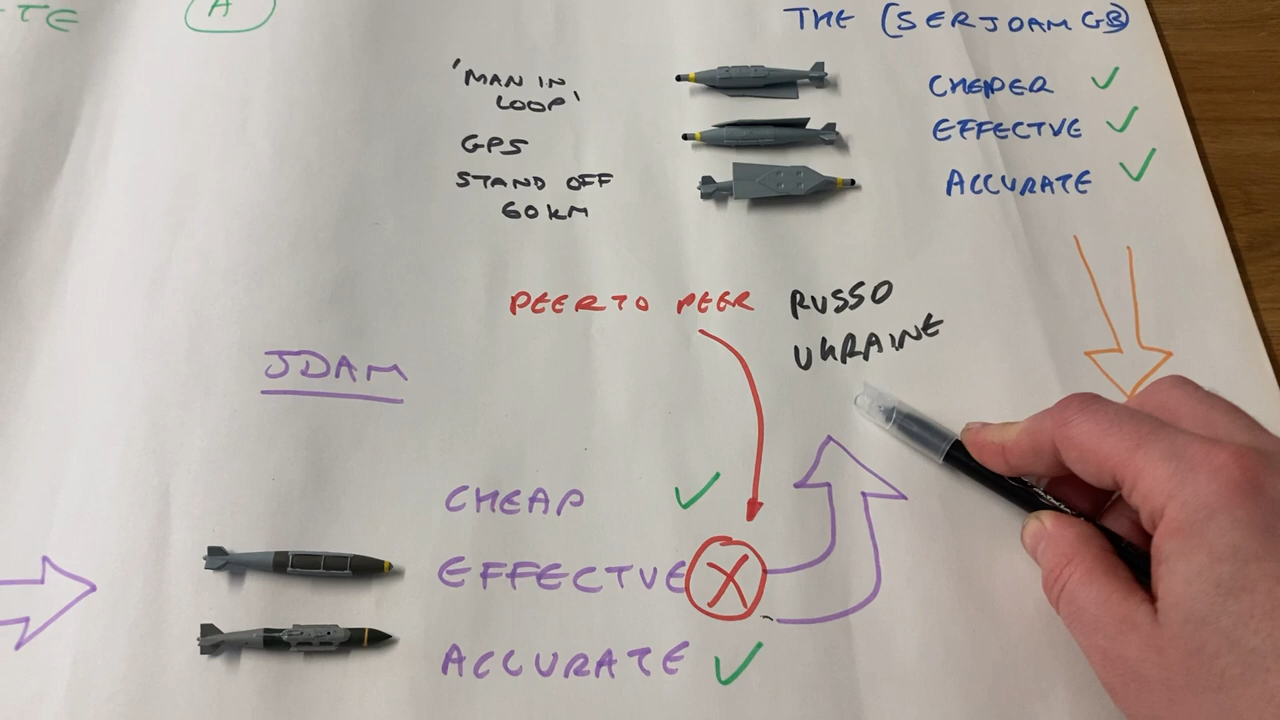 TE
A
THE (SERJDAM GB)
'MAN IN
LOOP'
GPS
STAND OFF
60KM
CHEAPER ✓
EFFECTVE ✓
ACCURATE ✓
PEER TO PEER
RUSSO
UKRAINE
JDAM
CHEAP ✓
EFFECTVE X
ACCURATE ✓